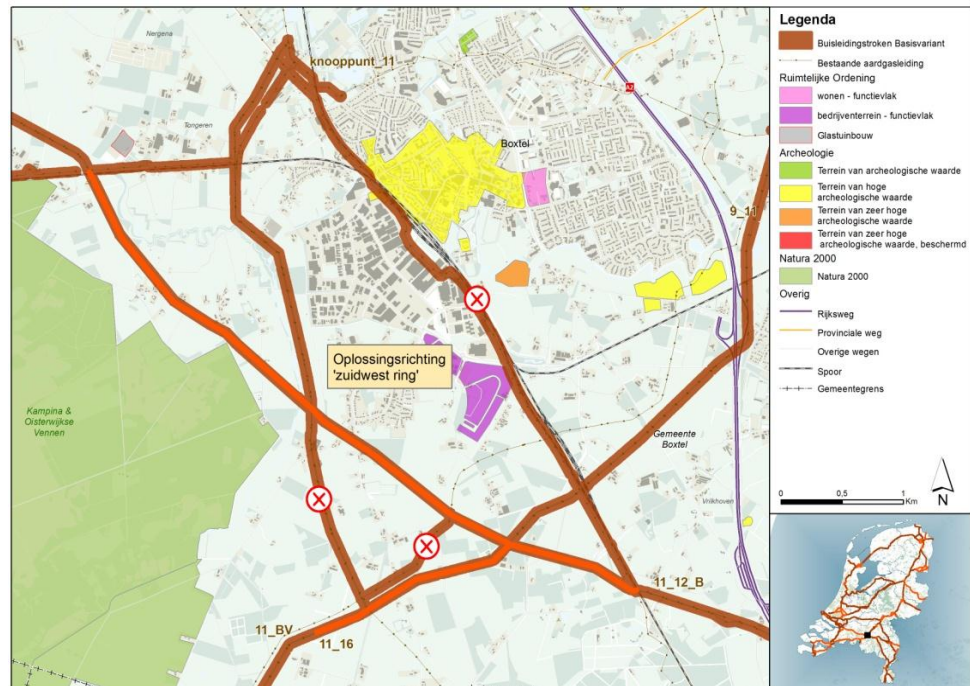 Nergena
knooppunt_11
A2
Tongeren
Boxtel
9_11
Oplossingsrichting
'zuidwest ring'
Kampina &
Oisterwijkse
Vennen
Gemeente
Boxtel
Vrilkhoven
11_12_B
11_BV
11_16
Legenda
Buisleidingstroken Basisvariant
Bestaande aardgasleiding
Ruimtelijke Ordening
wonen - functievlak
bedrijventerrein - functievlak
Glastuinbouw
Archeologie
Terrein van archeologische waarde
Terrein van hoge
archeologische waarde
Terrein van zeer hoge
archeologische waarde
Terrein van zeer hoge
archeologische waarde, beschermd
Natura 2000
Natura 2000
Overig
Rijksweg
Provinciale weg
Overige wegen
Spoor
Gemeentegrens
0 0,5 1
Km
N